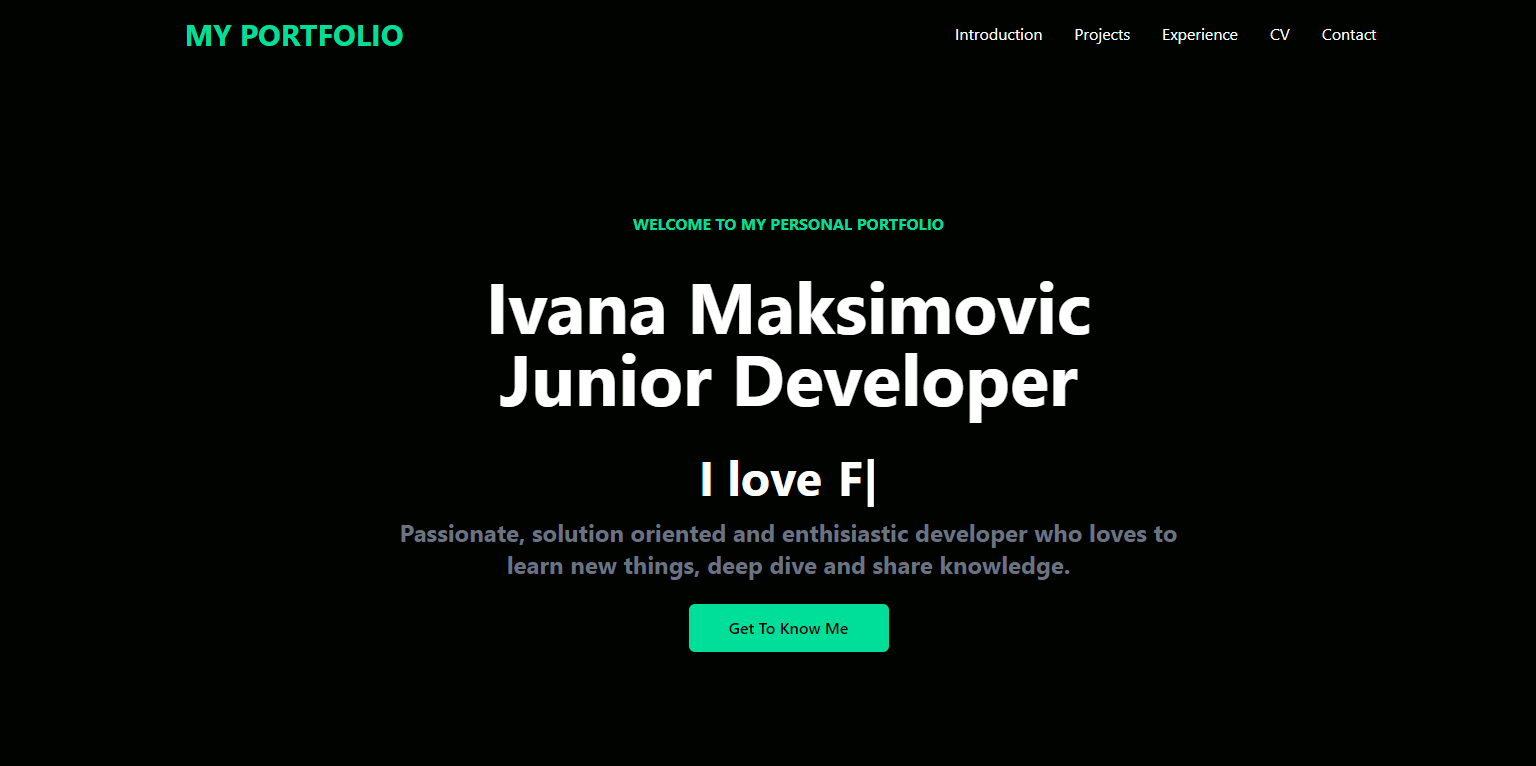 MY PORTFOLIO
Introduction Projects Experience CV Contact
WELCOME TO MY PERSONAL PORTFOLIO
Ivana Maksimovic
Junior Developer
I love F|
Passionate, solution oriented and enthisiastic developer who loves to
learn new things, deep dive and share knowledge.
Get To Know Me